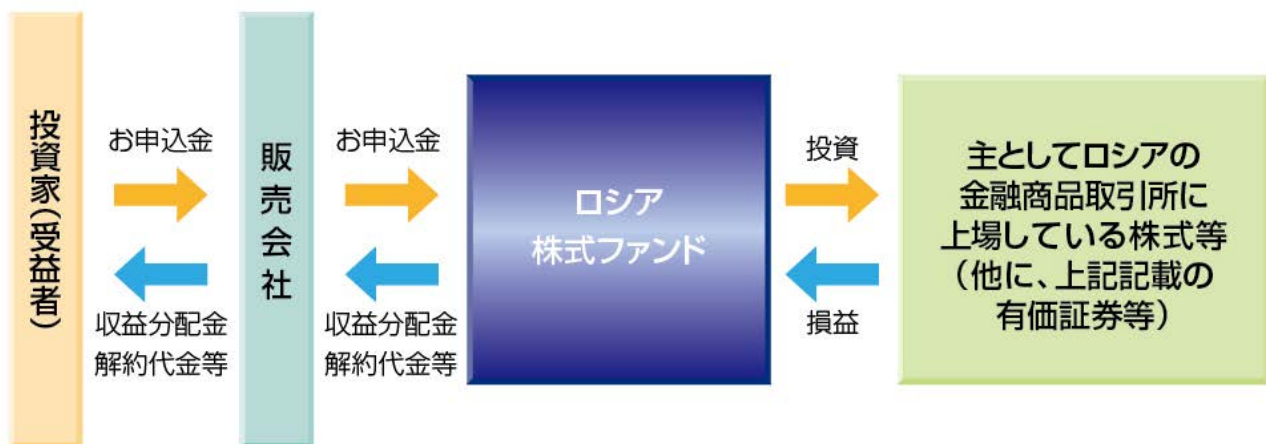 投資家(受益者)
お申込金
収益分配金
解約代金等
販売会社
お申込金
収益分配金
解約代金等
ロシア
株式ファンド
投資
損益
主としてロシアの
金融商品取引所に
上場している株式等
(他に、上記記載の
有価証券等)